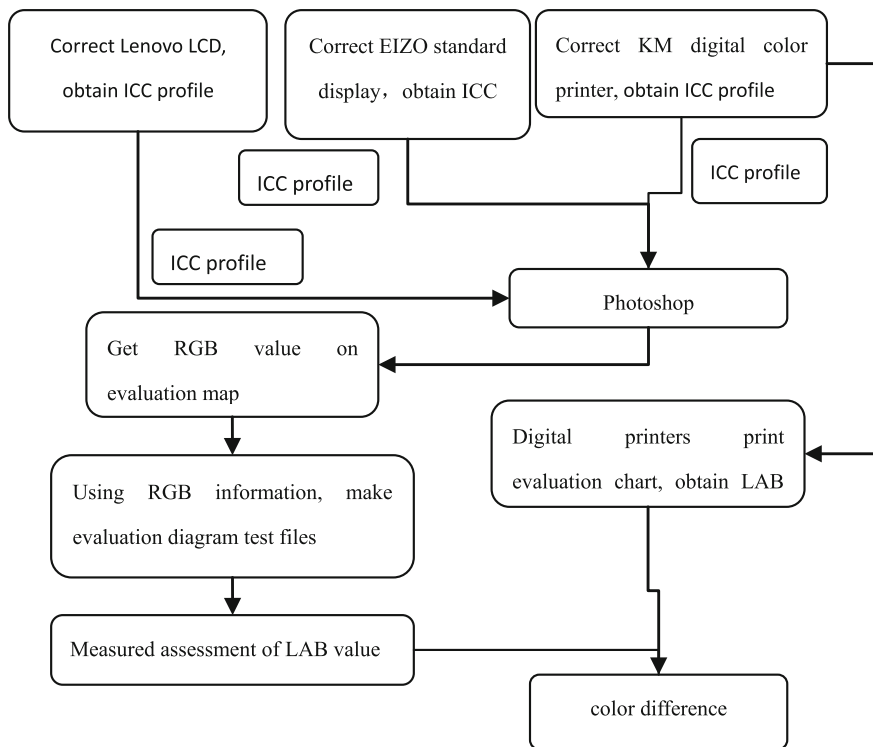 Correct Lenovo LCD,
obtain ICC profile
Correct EIZO standard
display，obtain ICC
Correct KM digital color
printer, obtain ICC profile
ICC profile
ICC profile
ICC profile
Photoshop
Get RGB value on
evaluation map
Digital printers print
evaluation chart, obtain LAB
Using RGB information, make
evaluation diagram test files
Measured assessment of LAB value
color difference